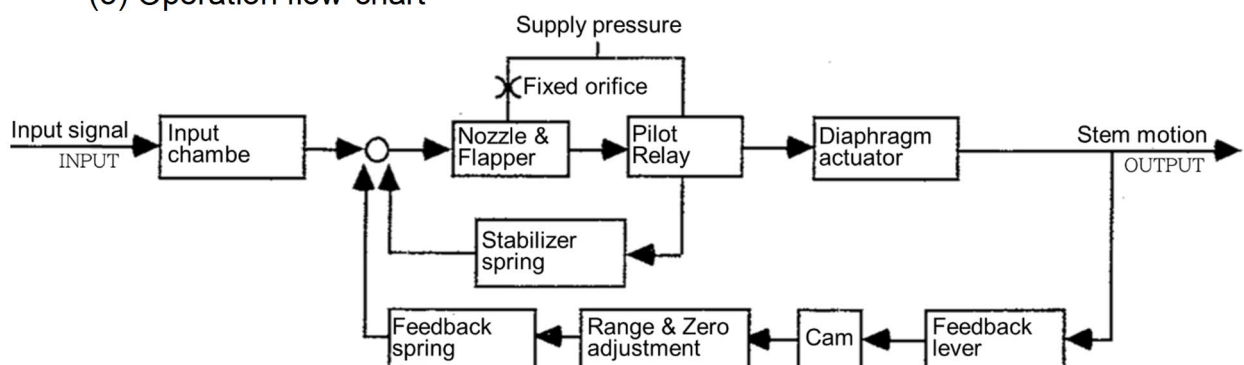 (3) Operation flow chart
Supply pressure
Fixed orifice
Input signal
INPUT
Input
chambe
Nozzle &
Flapper
Pilot
Relay
Diaphragm
actuator
Stem motion
OUTPUT
Stabilizer
spring
Feedback
spring
Range & Zero
adjustment
Cam
Feedback
lever